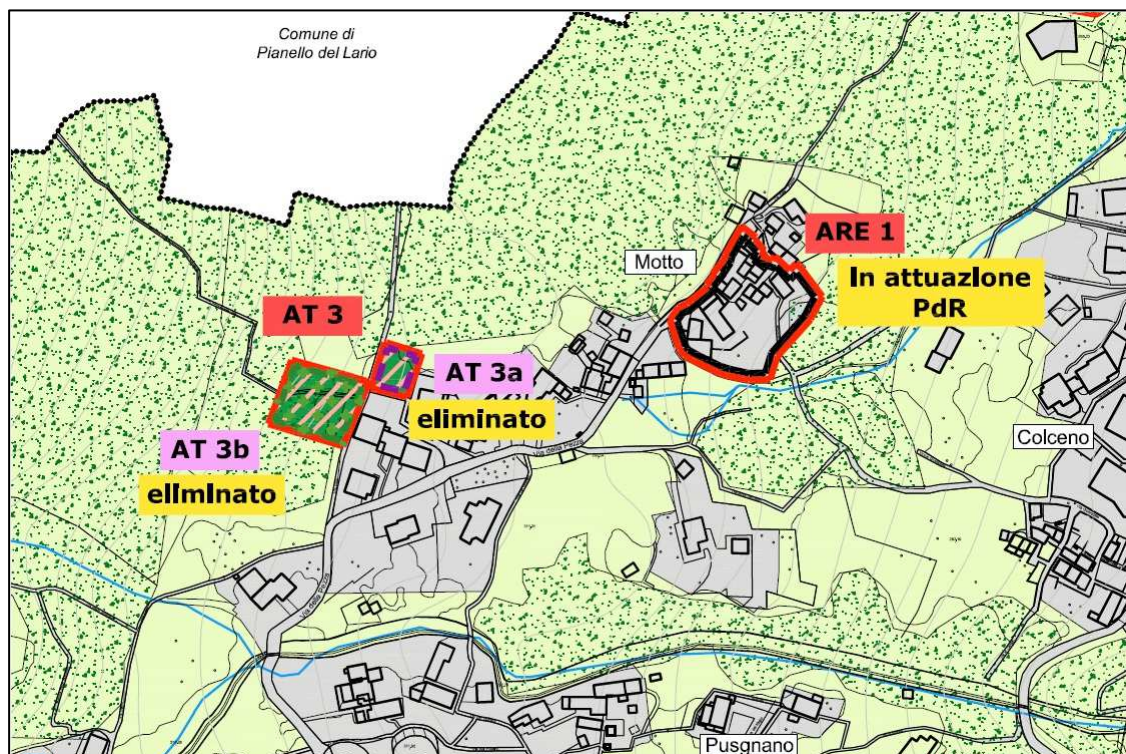 Comune di
Pianello del Lario
ARE 1
Motto
In attuazione
PdR
AT 3
AT 3a
eliminato
Colceno
AT 3b
eliminato
Pusgnano